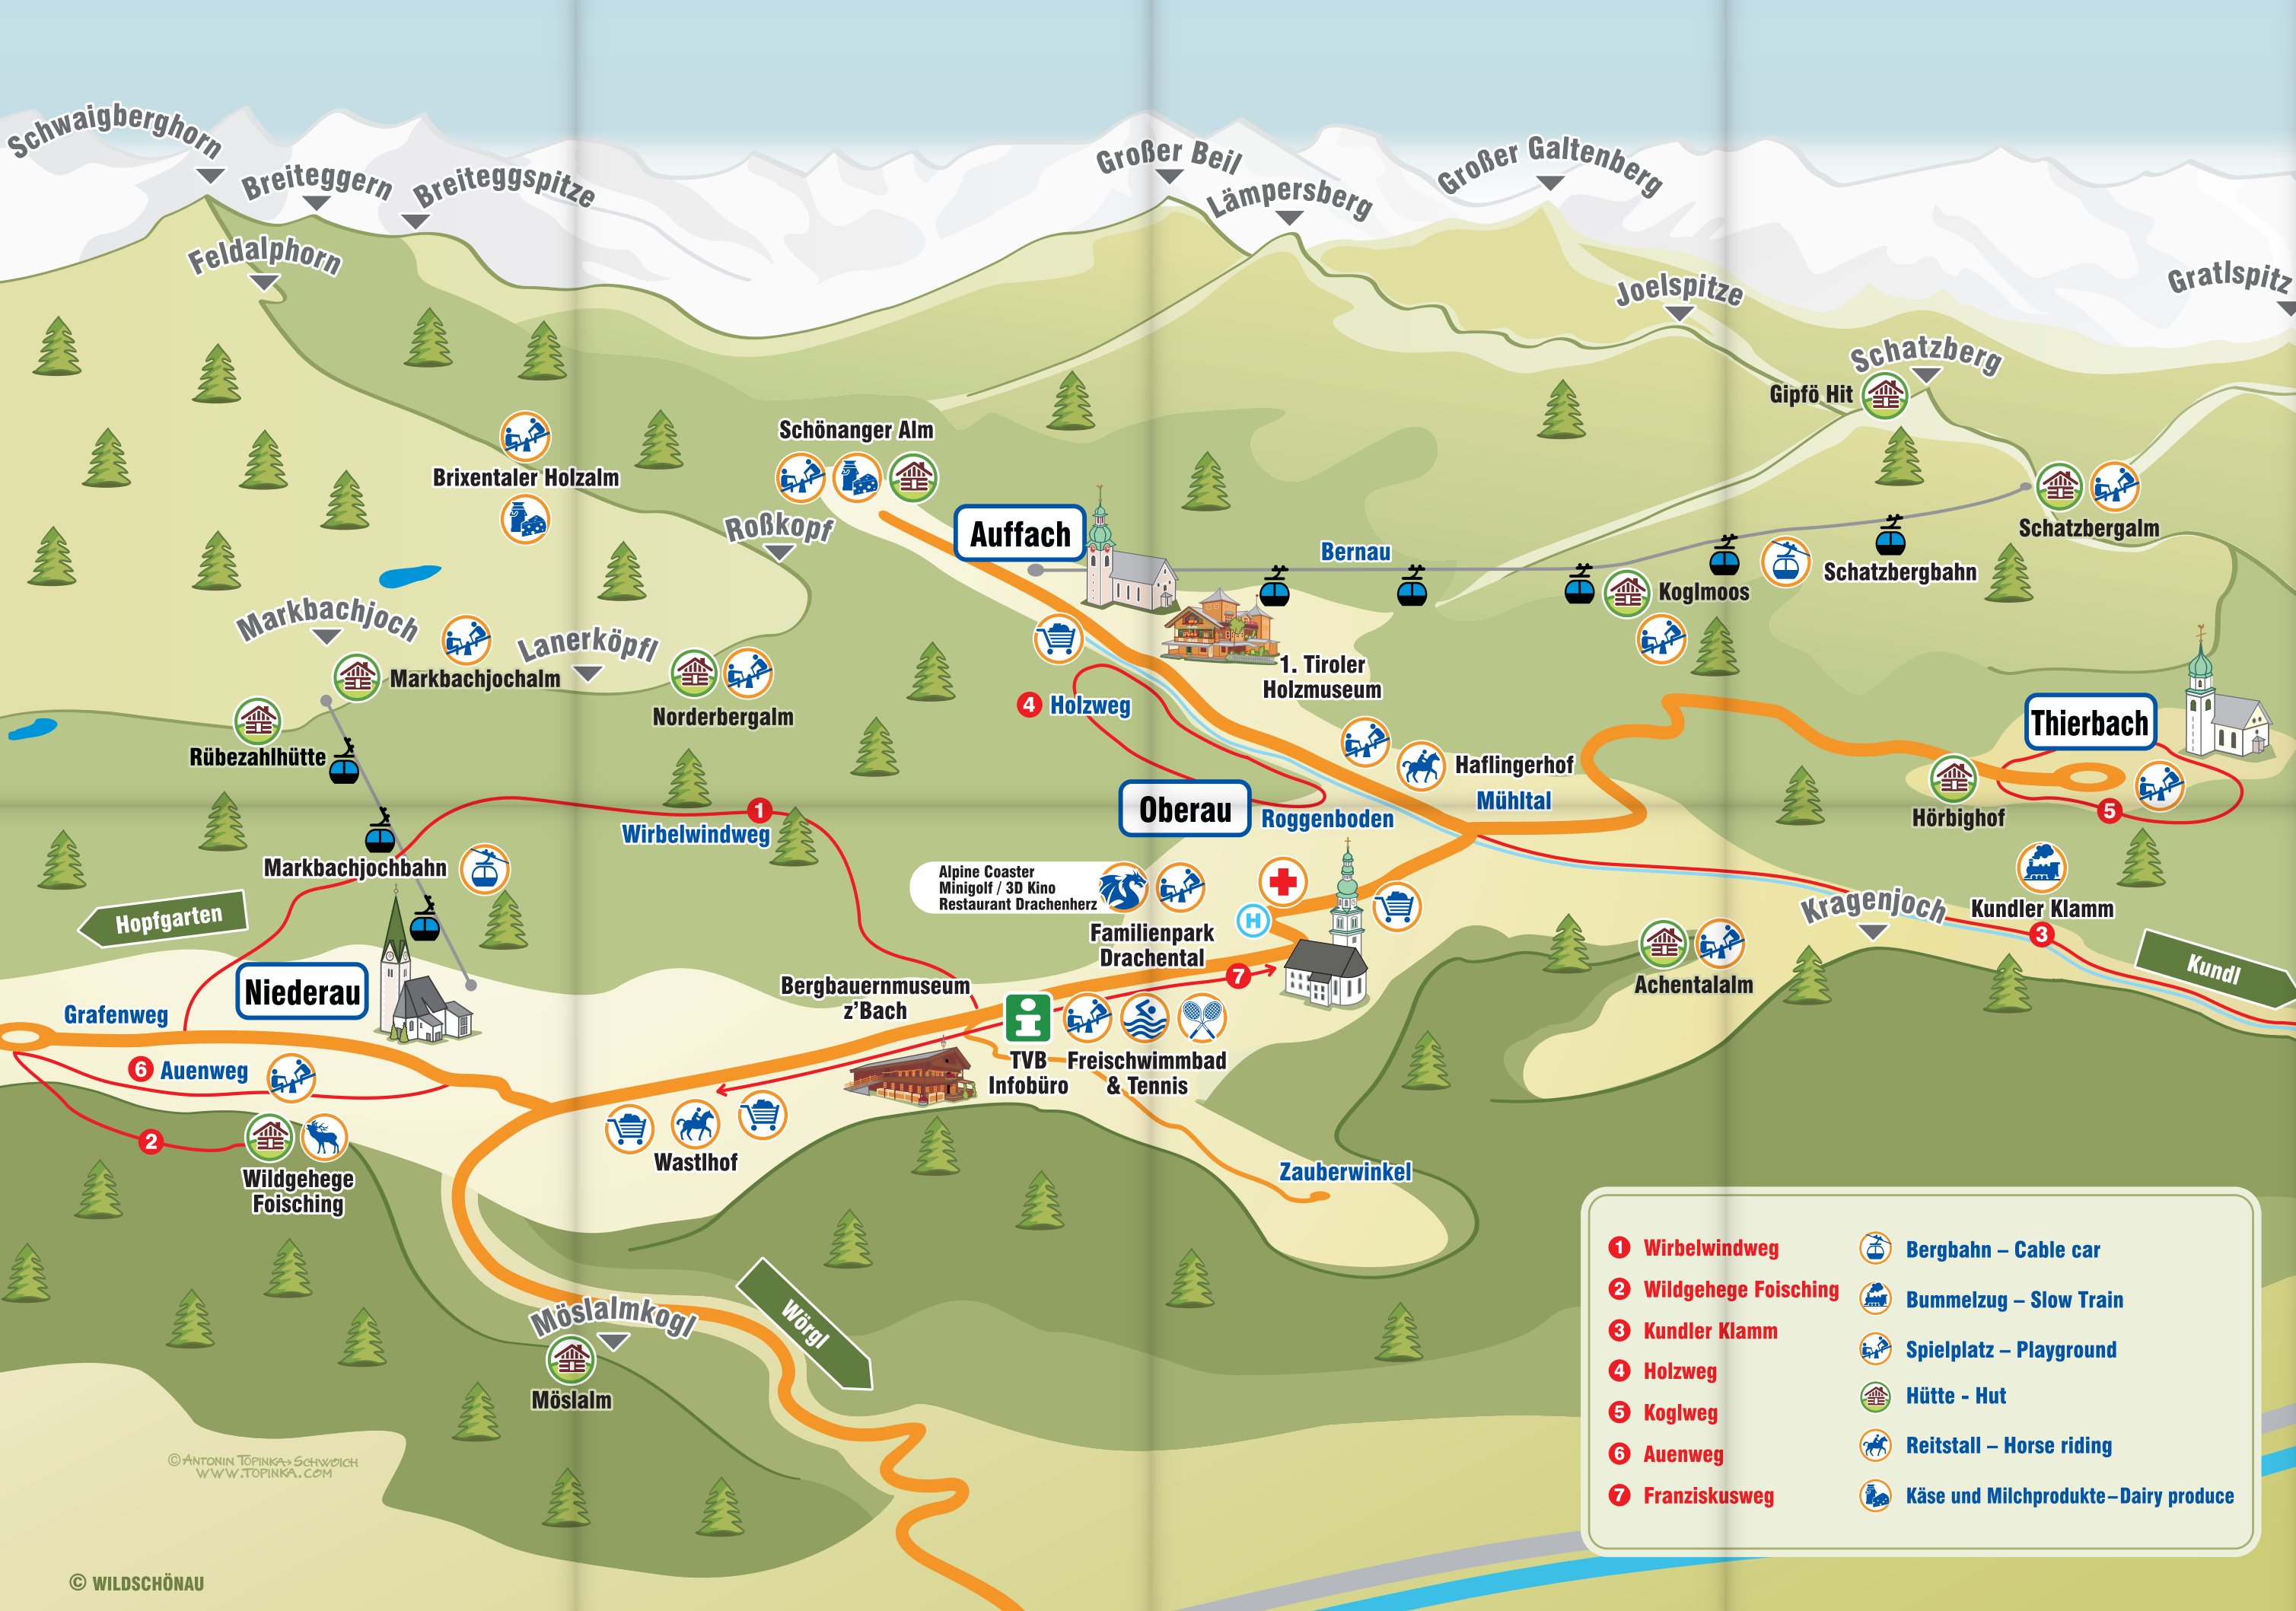 Schwaigberghorn
Breiteggern
Breiteggspitze
Feldalphorn
Großer Beil
Lämpersberg
Großer Galtenberg
Joelspitze
Gratlspitz
Schatzberg
Gipfö Hit
Schönanger Alm
Brixentaler Holzalm
Roßkopf
Auffach
Bernau
Schatzbergalm
Schatzbergbahn
Koglmoos
Markbachjoch
Lanerköpfl
Markbachjochalm
1. Tiroler
Holzmuseum
4 Holzweg
Norderbergalm
Rübezahlhütte
Thierbach
Haflingerhof
Mühltal
Oberau
Roggenboden
Hörbighof
5
1
Wirbelwindweg
Markbachjochbahn
Alpine Coaster
Minigolf / 3D Kino
Restaurant Drachenherz
H
Familienpark
Drachental
Kragenjoch
Kundler Klamm
3
Hopfgarten
Kundl
Achentalalm
Niederau
Grafenweg
Bergbauernmuseum
z'Bach
7
6 Auenweg
TVB
Infobüro
Freischwimmbad
& Tennis
2
Wastlhof
Wildgehege
Foisching
Zauberwinkel
Möslalmkogl
Wörgl
Möslalm
1 Wirbelwindweg
2 Wildgehege Foisching
3 Kundler Klamm
4 Holzweg
5 Koglweg
6 Auenweg
7 Franziskusweg
Bergbahn – Cable car
Bummelzug – Slow Train
Spielplatz – Playground
Hütte - Hut
Reitstall – Horse riding
Käse und Milchprodukte–Dairy produce
© ANTONIN TOPINKA→SCHWOICH
WWW.TOPINKA.COM
© WILDSCHÖNAU